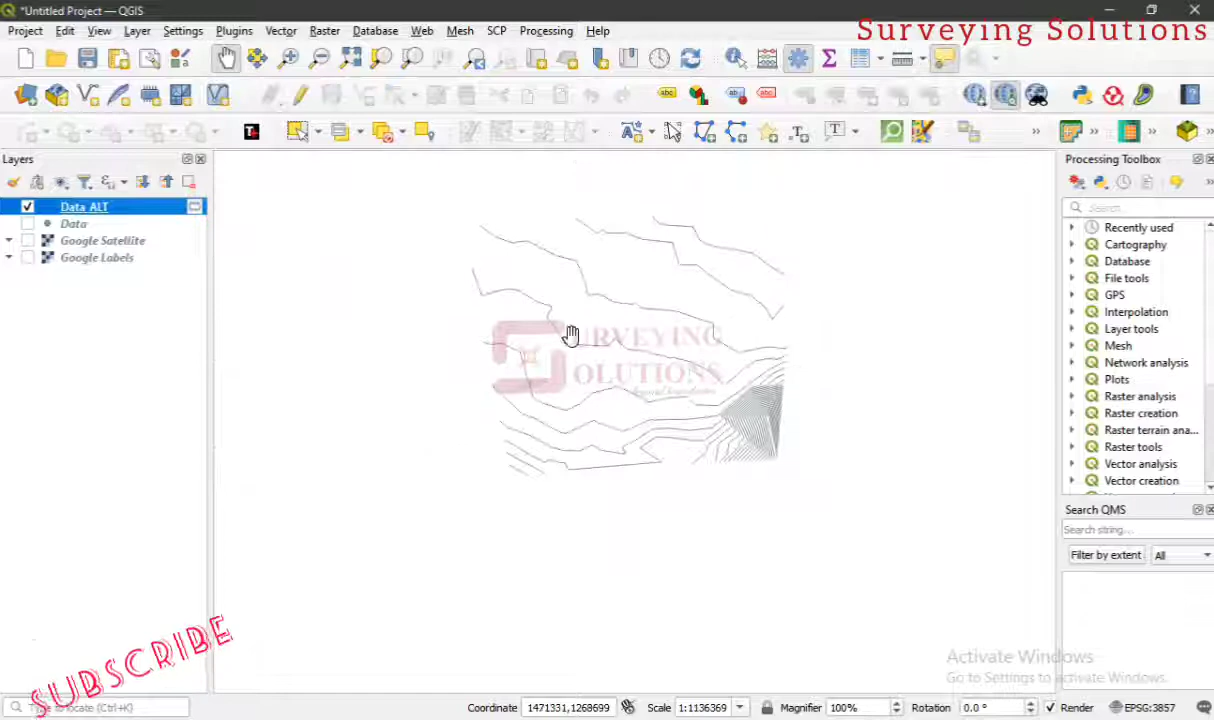 *Untitled Project — QGIS
Project Edit View Layer Settings Plugins Vector Raster Database Web Mesh SCP Processing Help
Surveying Solutions
Layers
Data ALT
Data
Google Satellite
Google Labels
SURVEYING
SOLUTIONS
Processing Toolbox
Search...
Recently used
Cartography
Database
File tools
GPS
Interpolation
Layer tools
Mesh
Network analysis
Plots
Raster analysis
Raster creation
Raster terrain ana...
Raster tools
Vector analysis
Vector creation
Search QMS
Search string...
Filter by extent All
SUBSCRIBE
Activate Windows
Go to Settings to activate Windows.
Type to locate (Ctrl+K) Coordinate 1471331,1268699 Scale 1:1136369 Magnifier 100% Rotation 0.0 ° Render EPSG:3857